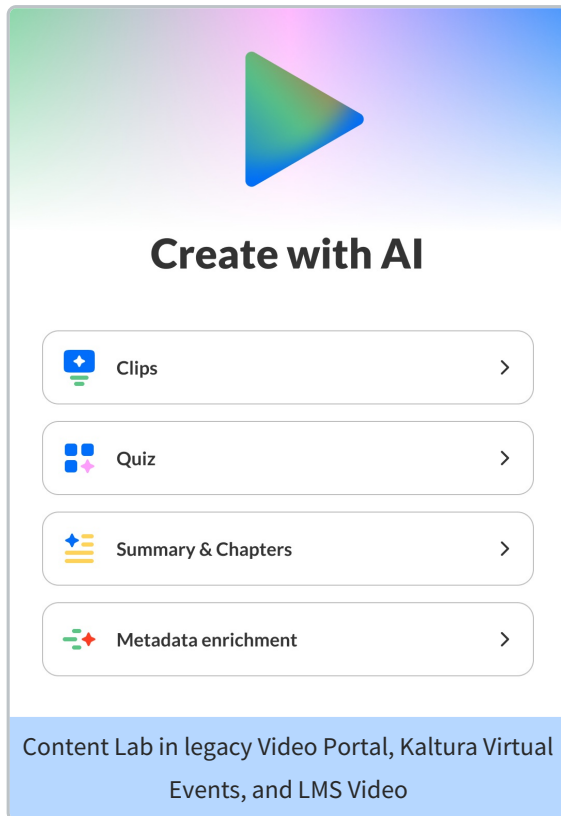 Create with AI
Clips
Quiz
Summary & Chapters
Metadata enrichment
Content Lab in legacy Video Portal, Kaltura Virtual
Events, and LMS Video